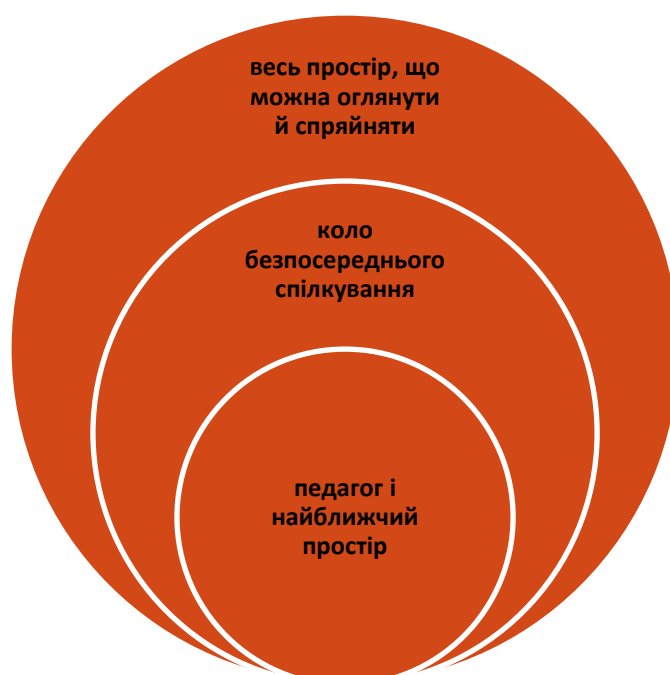 весь простір, що
можна оглянути
й спряйняти
коло
безпосереднього
спілкування
педагог і
найближчий
простір